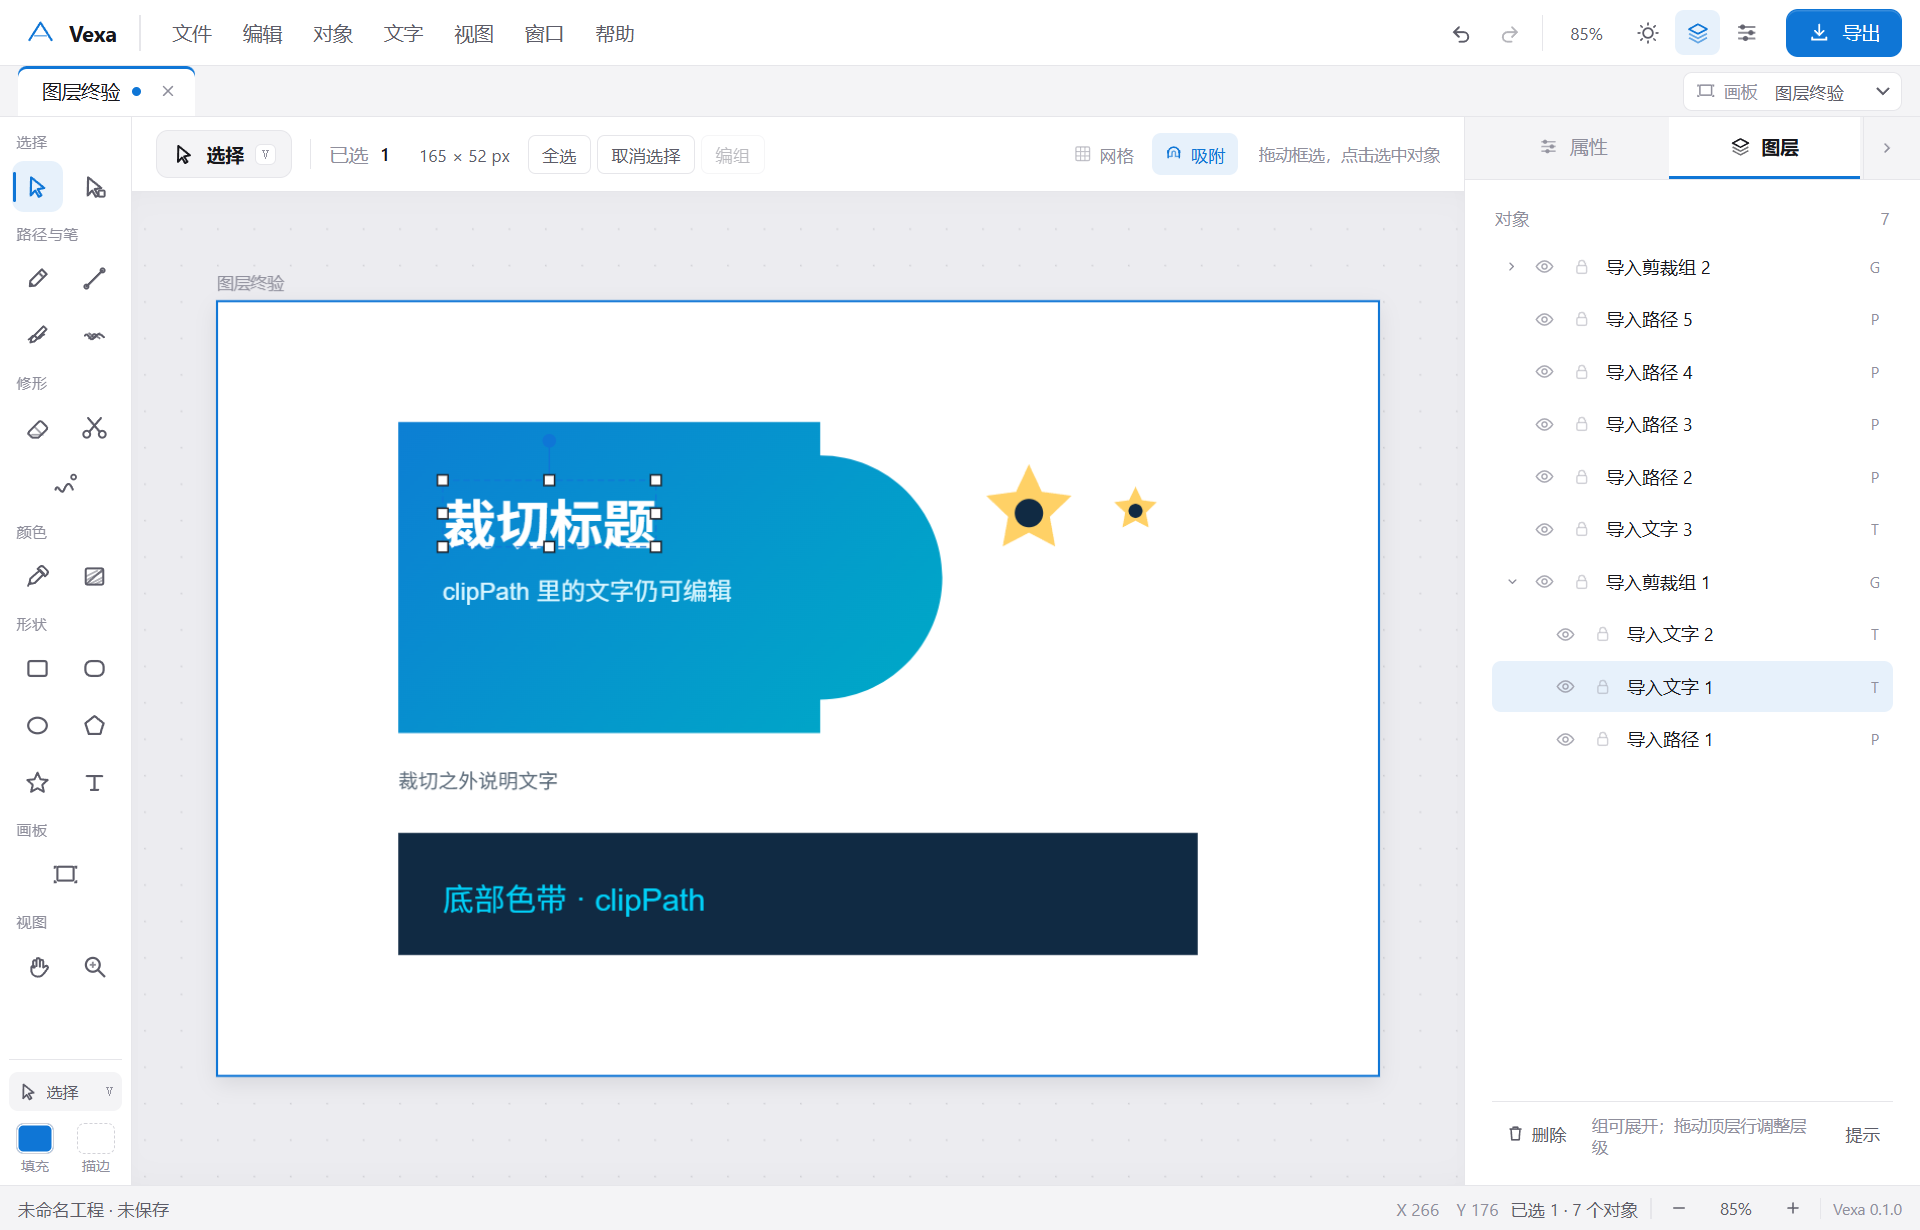 Vexa 文件 编辑 对象 文字 视图 窗口 帮助 85% 导出
图层终验 画板 图层终验
选择 V 已选 1 165 × 52 px 全选 取消选择 编组 网格 吸附 拖动框选，点击选中对象
选择
路径与笔
修形
颜色
形状
画板
视图
选择 V
填充 描边
图层终验
裁切标题
clipPath 里的文字仍可编辑
裁切之外说明文字
底部色带 · clipPath
属性 图层
对象 7
导入剪裁组 2 G
导入路径 5 P
导入路径 4 P
导入路径 3 P
导入路径 2 P
导入文字 3 T
导入剪裁组 1 G
导入文字 2 T
导入文字 1 T
导入路径 1 P
删除 组可展开；拖动顶层行调整层
级 提示
未命名工程 · 未保存 X 266 Y 176 已选 1 · 7 个对象 85% Vexa 0.1.0